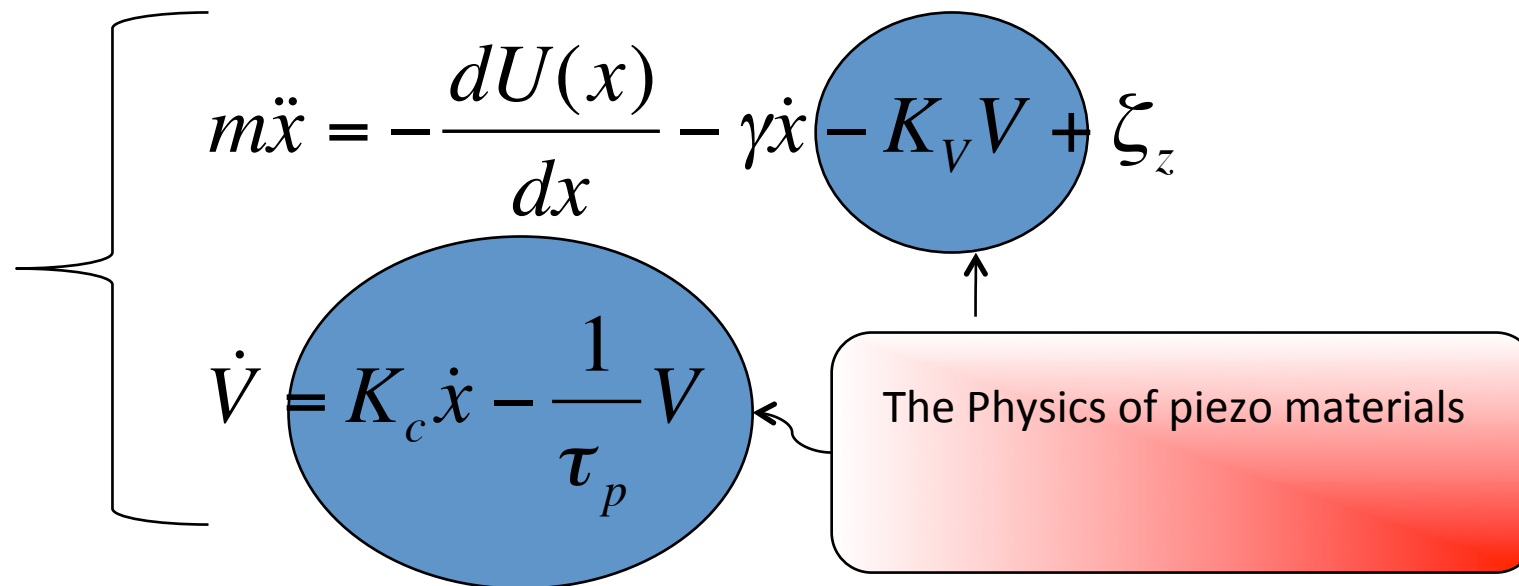 mẍ = − dU(x)/dx − γẋ − K_V V + ζ_z
V̇ = K_c ẋ − 1/τ_p V
The Physics of piezo materials